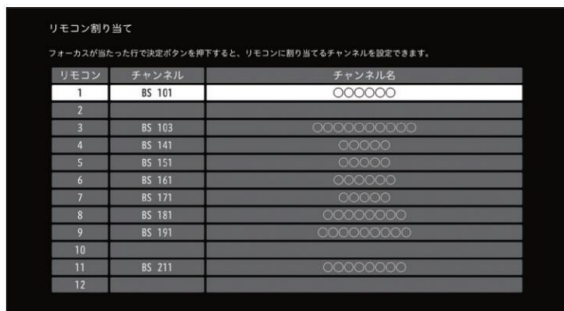 リモコン割り当て
フォーカスが当たった行で決定ボタンを押下すると、リモコンに割り当てるチャンネルを設定できます。
リモコン チャンネル チャンネル名
1 BS 101 ○○○○○○
2
3 BS 103 ○○○○○○○○○○
4 BS 141 ○○○○○
5 BS 151 ○○○○○
6 BS 161 ○○○○○○
7 BS 171 ○○○○○
8 BS 181 ○○○○○○○○
9 BS 191 ○○○○○○○○○
10
11 BS 211 ○○○○○○○○
12